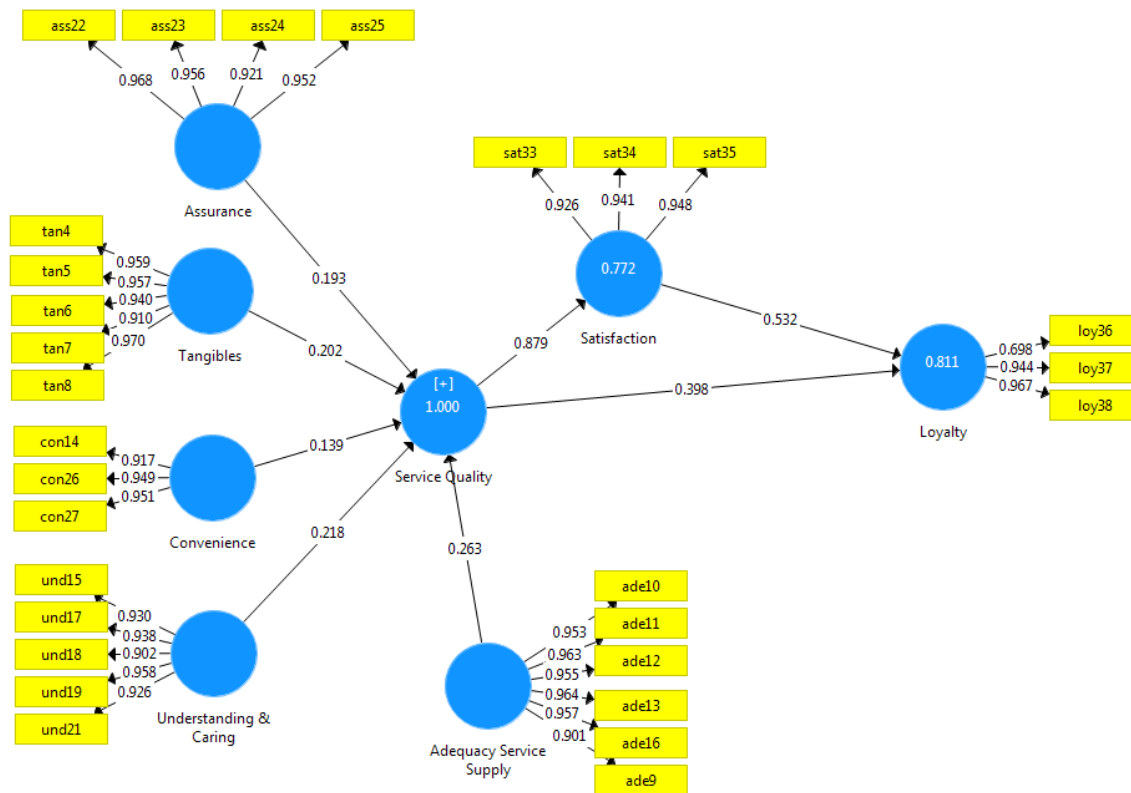 ass22
ass23
ass24
ass25
0.968
0.956
0.921
0.952
Assurance
sat33
sat34
sat35
0.926
0.941
0.948
0.772
Satisfaction
tan4
tan5
tan6
tan7
tan8
0.959
0.957
0.940
0.910
0.970
Tangibles
0.193
0.202
0.879
0.532
0.398
loy36
loy37
loy38
0.698
0.944
0.967
0.811
Loyalty
[+]
1.000
Service Quality
con14
con26
con27
0.917
0.949
0.951
Convenience
0.139
0.218
0.263
und15
und17
und18
und19
und21
0.930
0.938
0.902
0.958
0.926
Understanding &
Caring
ade10
ade11
ade12
ade13
ade16
ade9
0.953
0.963
0.955
0.964
0.957
0.901
Adequacy Service
Supply